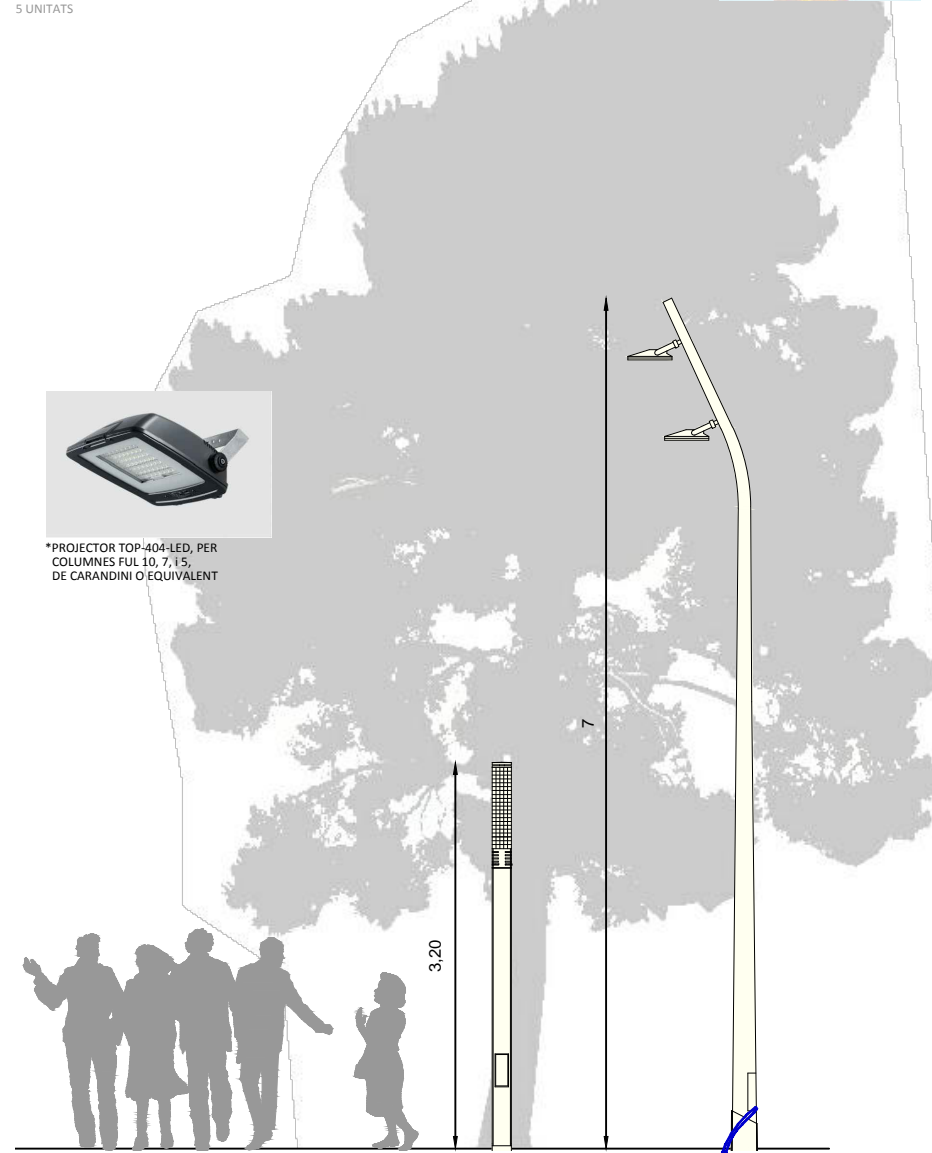 5 UNITATS
*PROJECTOR TOP-404-LED, PER
COLUMNES FUL 10, 7, i 5,
DE CARANDINI O EQUIVALENT
7
3,20